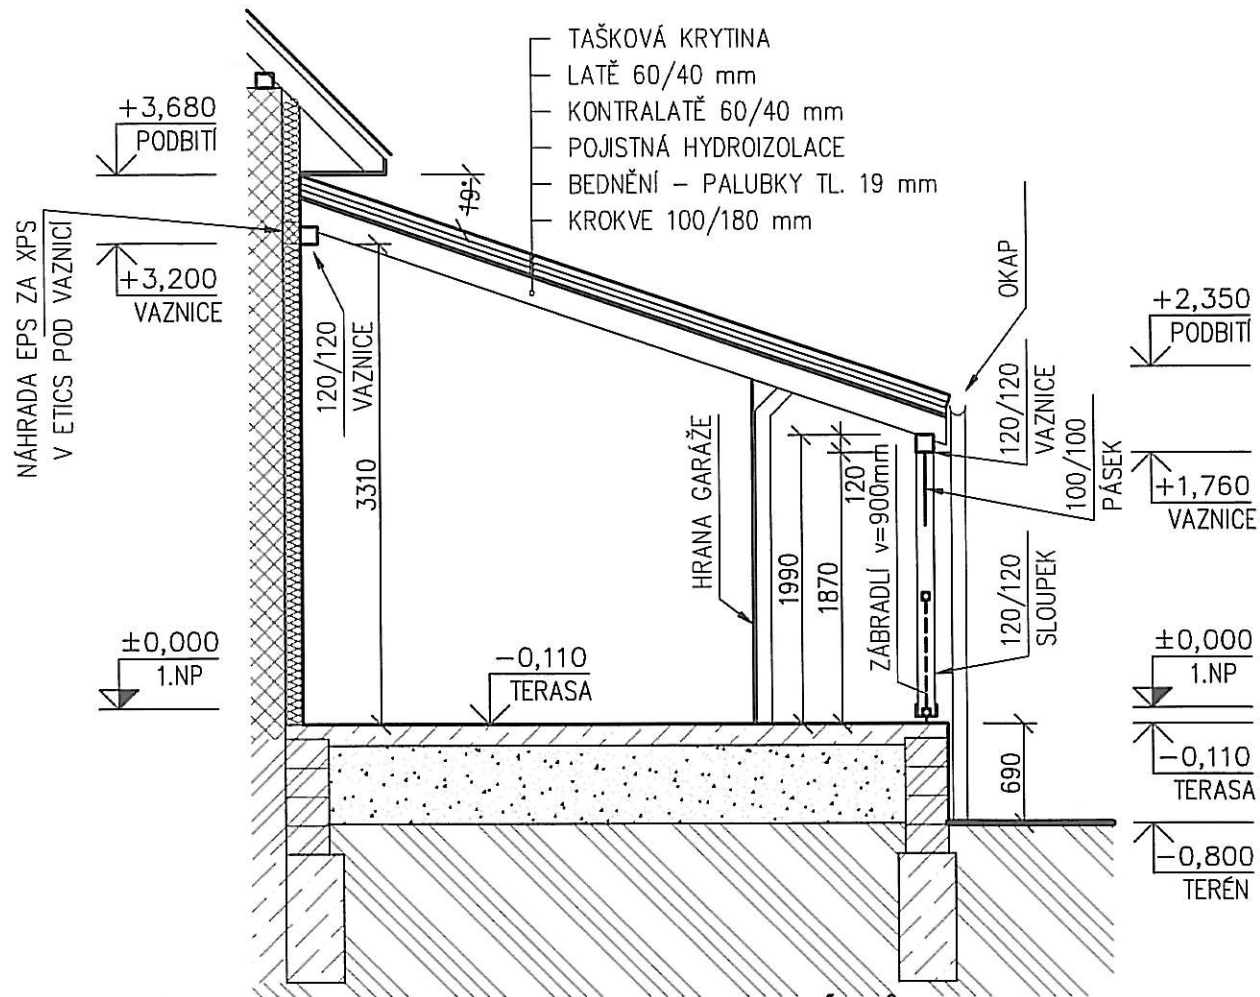 TAŠKOVÁ KRYTINA
LATĚ 60/40 mm
KONTRALATĚ 60/40 mm
POJISTNÁ HYDROIZOLACE
BEDNĚNÍ – PALUBKY TL. 19 mm
KROKVE 100/180 mm
+3,680
PODBITÍ
19°
NÁHRADA EPS ZA XPS
V ETICS POD VAZNICÍ
+3,200
VAZNICE
120/120
VAZNICE
3310
OKAP
+2,350
PODBITÍ
120/120
VAZNICE
100/100
PÁSEK
+1,760
VAZNICE
HRANA GARÁŽE
1990
120
1870
ZÁBRADLÍ v=900mm
120/120
SLOUPEK
±0,000
1.NP
-0,110
TERASA
±0,000
1.NP
690
-0,110
TERASA
-0,800
TERÉN